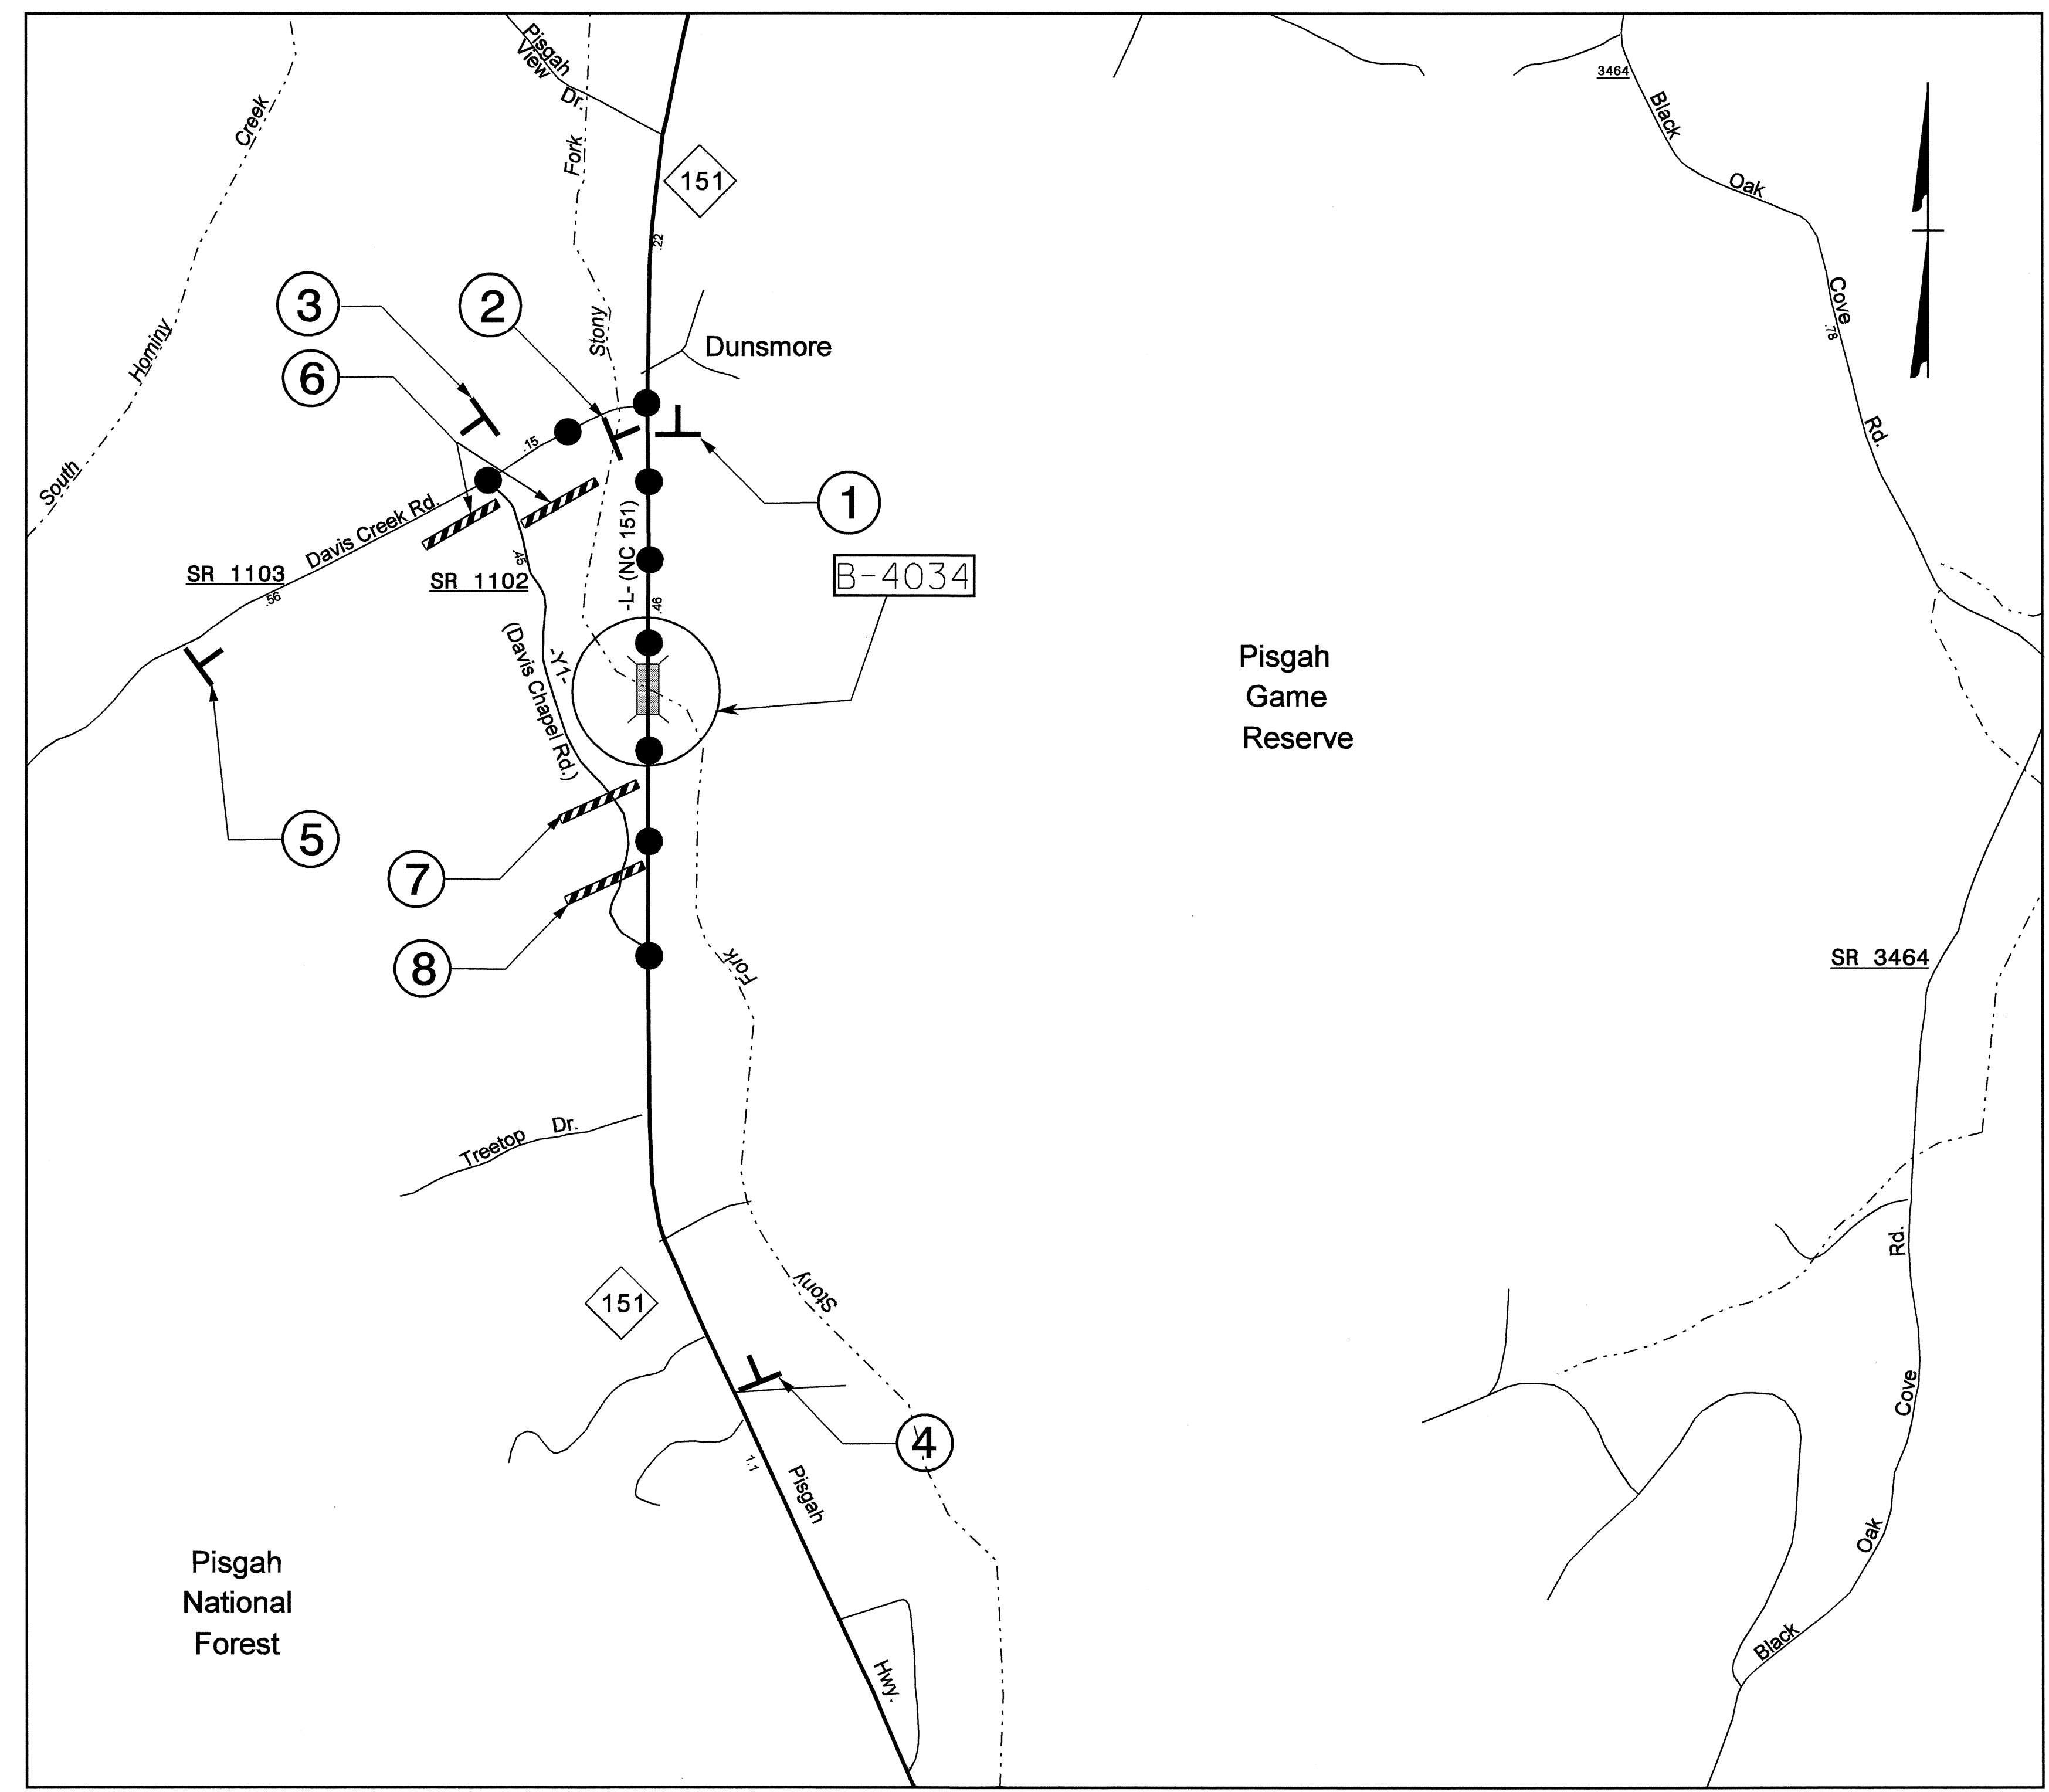 Pisgah
View
Dr.
3464
Black
Oak
Cove
.78
Rd.
Creek
Hominy
South
Fork
Stony
151
.22
3
2
6
Dunsmore
.15
1
Davis Creek Rd.
SR 1103
.56
SR 1102
.45
-L- (NC 151)
.46
B-4034
-Y1-
(Davis Chapel Rd.)
Pisgah
Game
Reserve
5
7
8
Fork
SR 3464
Treetop Dr.
Stony
151
4
1.1
Pisgah
Hwy.
Rd.
Cove
Oak
Black
Pisgah
National
Forest